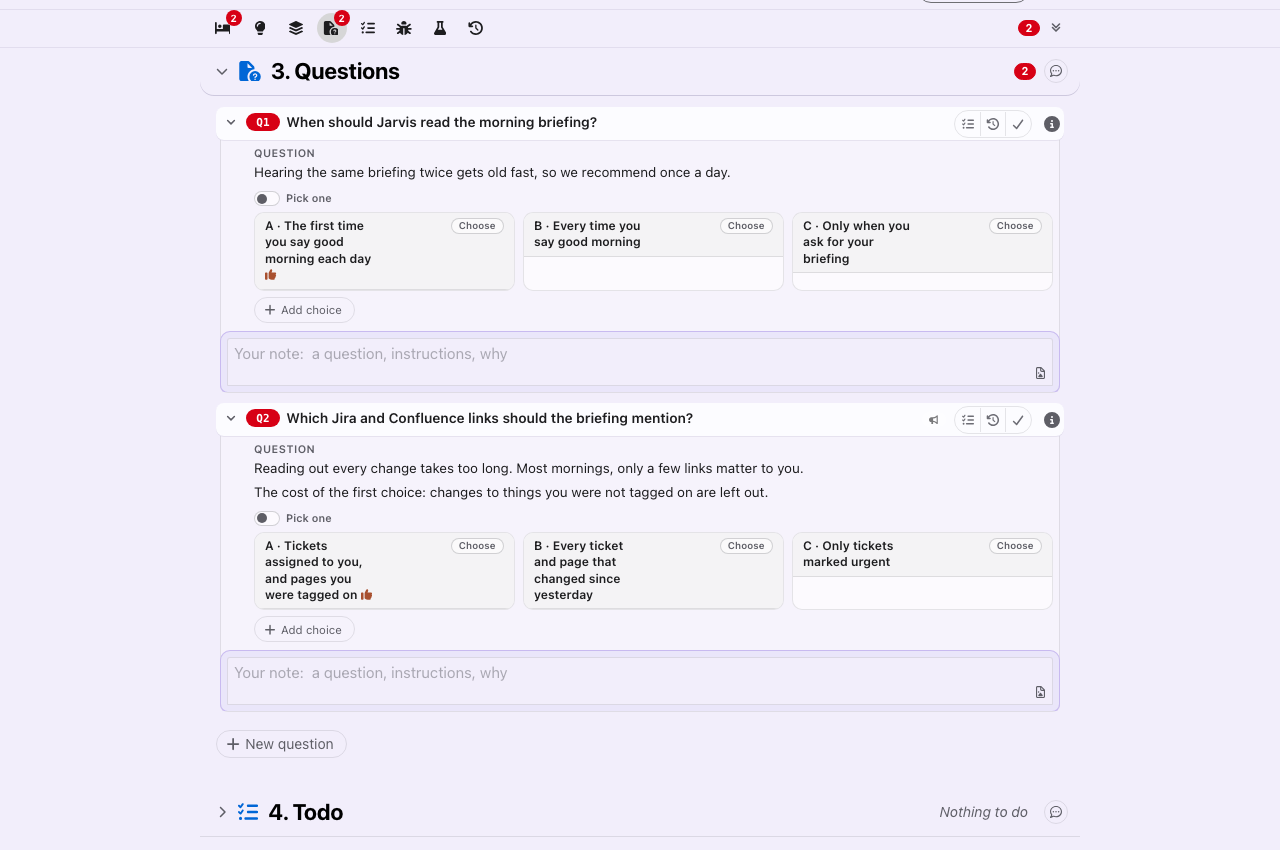 2
2
2
3. Questions
2
Q1 When should Jarvis read the morning briefing?
QUESTION
Hearing the same briefing twice gets old fast, so we recommend once a day.
Pick one
A · The first time
you say good
morning each day
Choose
B · Every time you
say good morning
Choose
C · Only when you
ask for your
briefing
Choose
+ Add choice
Your note: a question, instructions, why
Q2 Which Jira and Confluence links should the briefing mention?
QUESTION
Reading out every change takes too long. Most mornings, only a few links matter to you.
The cost of the first choice: changes to things you were not tagged on are left out.
Pick one
A · Tickets
assigned to you,
and pages you
were tagged on
Choose
B · Every ticket
and page that
changed since
yesterday
Choose
C · Only tickets
marked urgent
Choose
+ Add choice
Your note: a question, instructions, why
+ New question
4. Todo
Nothing to do